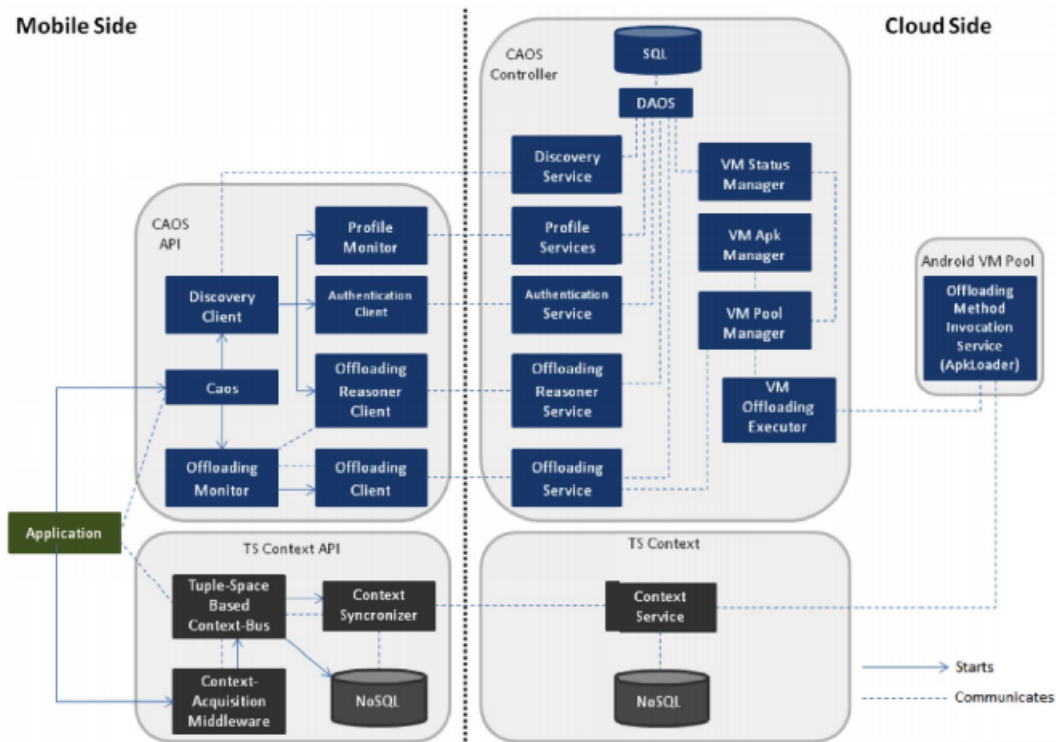 Mobile Side
Cloud Side
CAOS
Controller
SQL
DAOS
Discovery
Service
VM Status
Manager
CAOS
API
Profile
Monitor
Profile
Services
VM Apk
Manager
Android VM Pool
Offloading
Method
Invocation
Service
(ApkLoader)
Discovery
Client
Authentication
Client
Authentication
Service
VM Pool
Manager
Caos
Offloading
Reasoner
Client
Offloading
Reasoner
Service
VM
Offloading
Executor
Offloading
Monitor
Offloading
Client
Offloading
Service
Application
TS Context API
TS Context
Tuple-Space
Based
Context-Bus
Context
Syncronizer
Context
Service
Context-
Acquisition
Middleware
NoSQL
NoSQL
Starts
Communicates